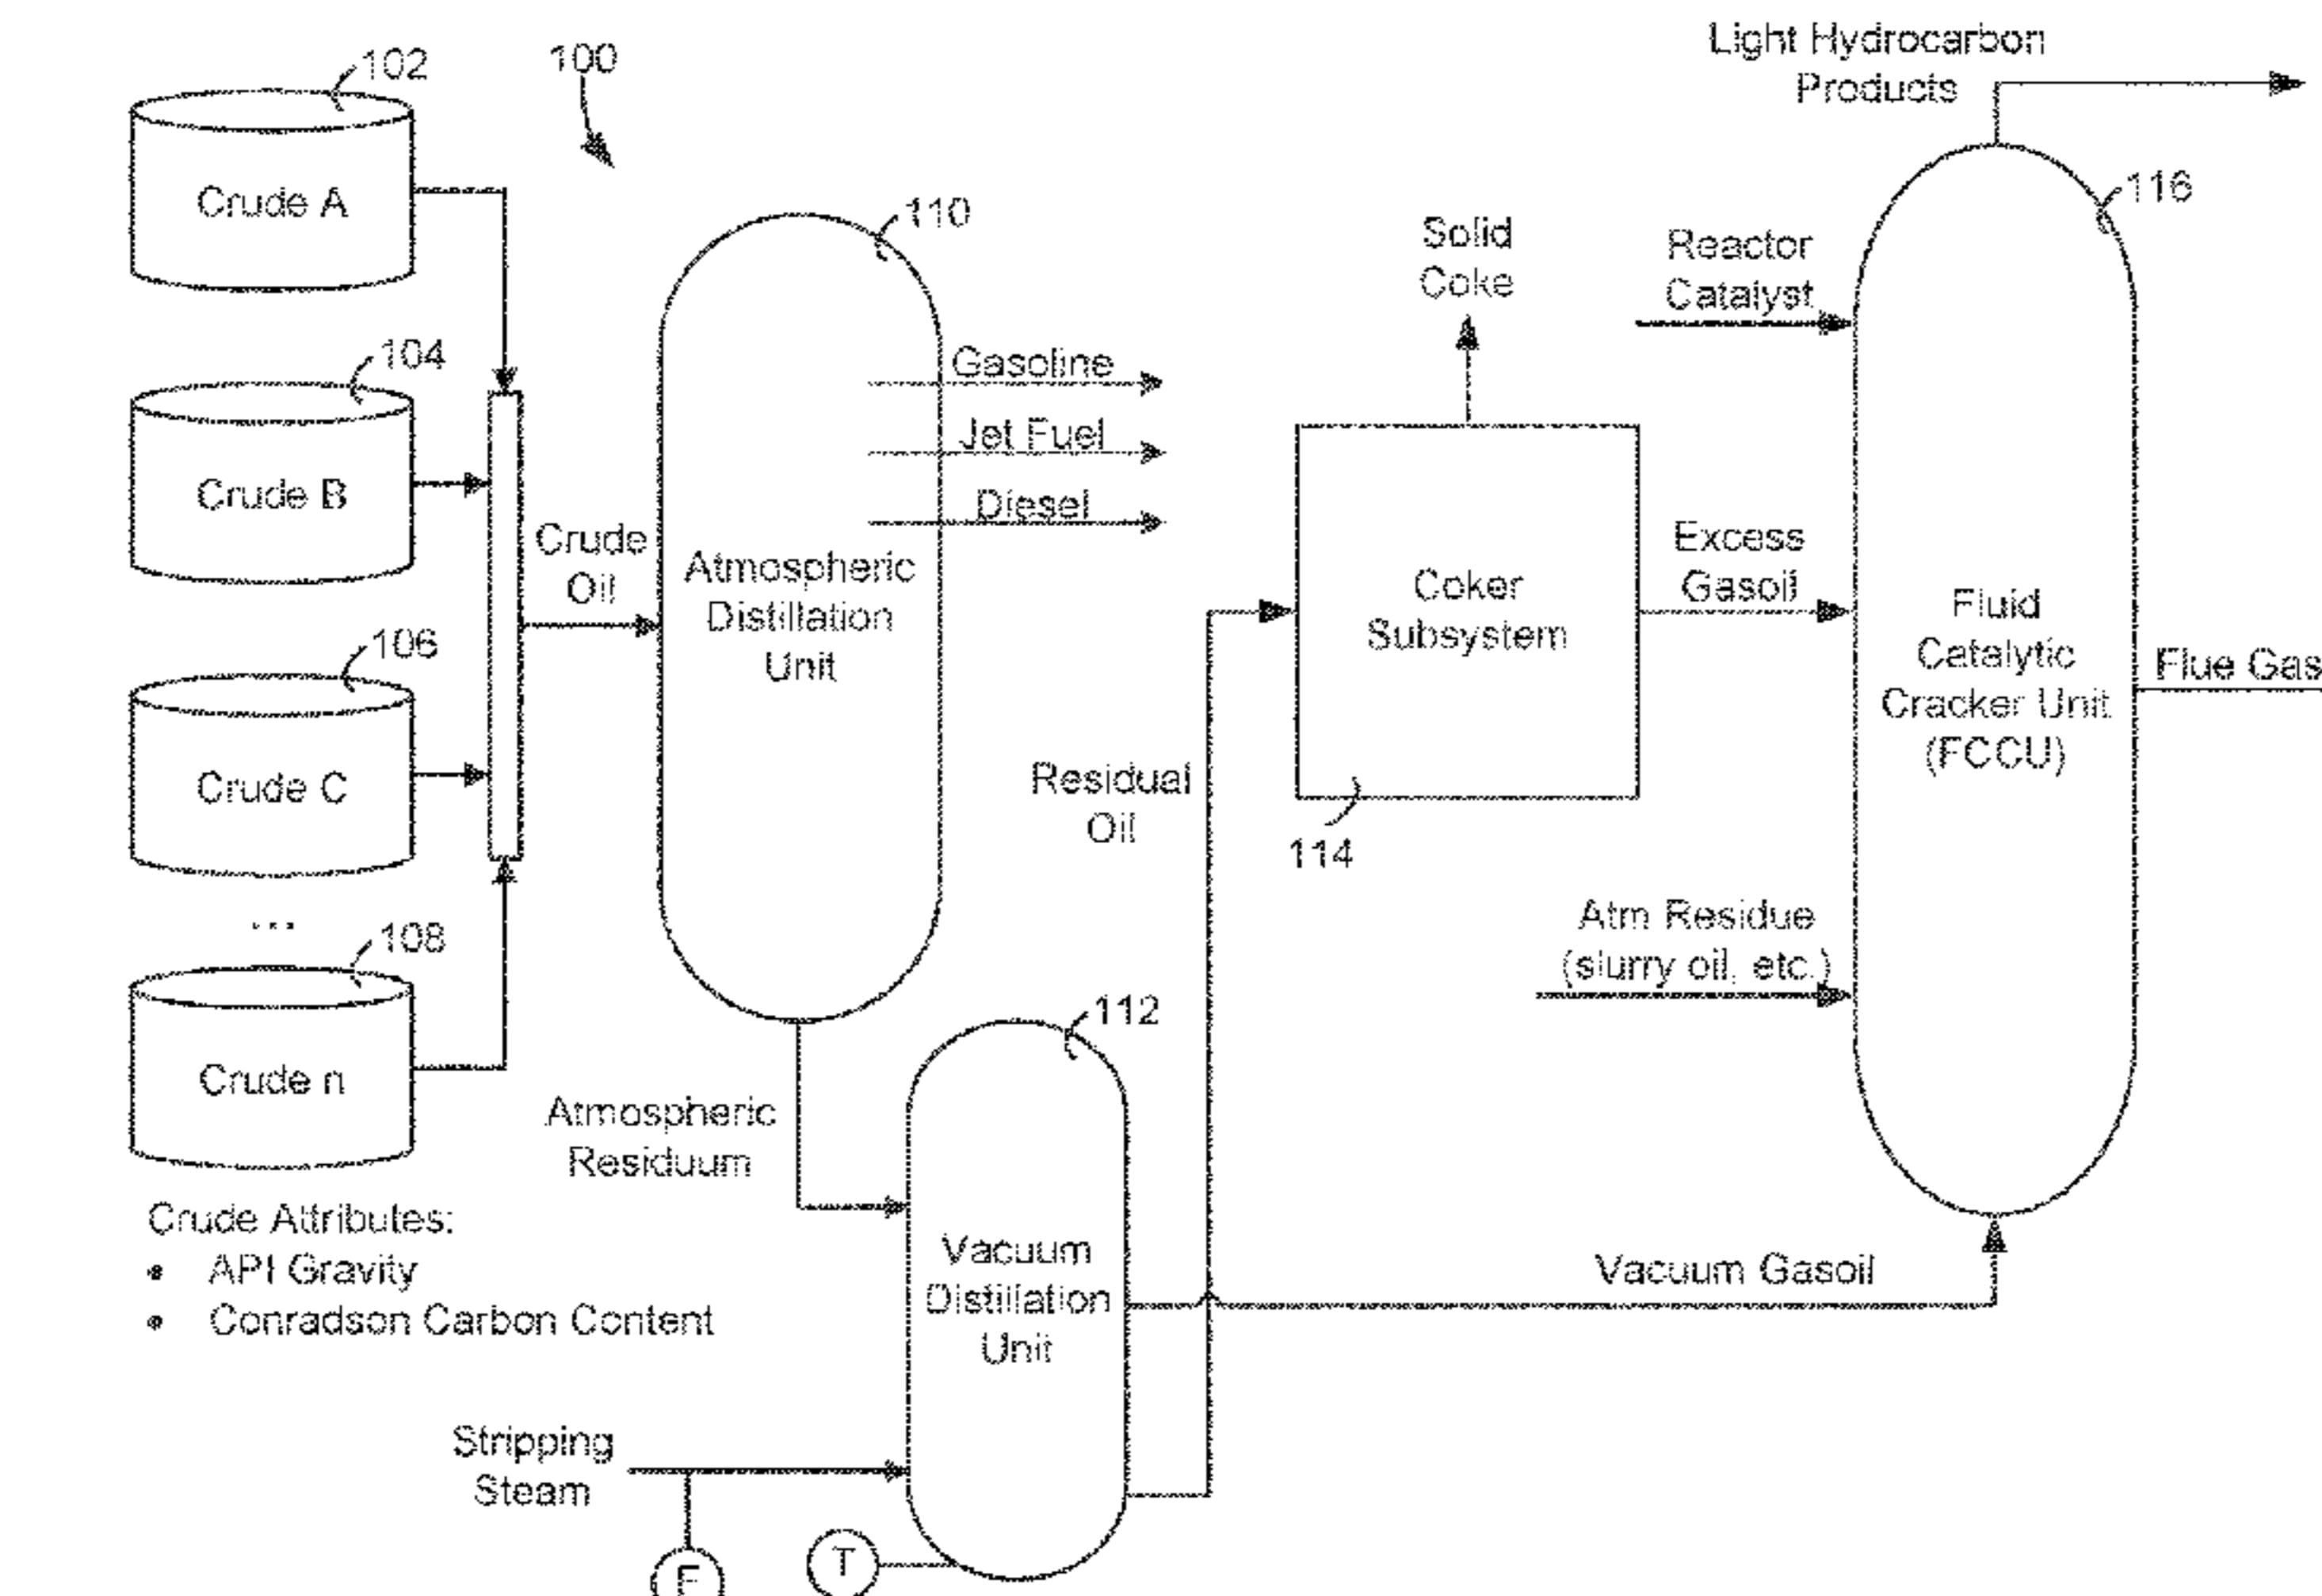 Light Hydrocarbon
Products
102
100
Crude A
110
116
Solid
Coke
Reactor
Catalyst
104
Gasoline
Jet Fuel
Diesel
Crude B
Crude
Oil
Atmospheric
Distillation
Unit
Coker
Subsystem
Excess
Gasoil
Fluid
Catalytic
Cracker Unit
(FCCU)
Flue Gas
106
Crude C
Residual
Oil
114
...
108
Atm Residue
(slurry oil, etc.)
112
Crude n
Atmospheric
Residuum
Crude Attributes:
• API Gravity
• Conradson Carbon Content
Vacuum
Distillation
Unit
Vacuum Gasoil
Stripping
Steam
F
T